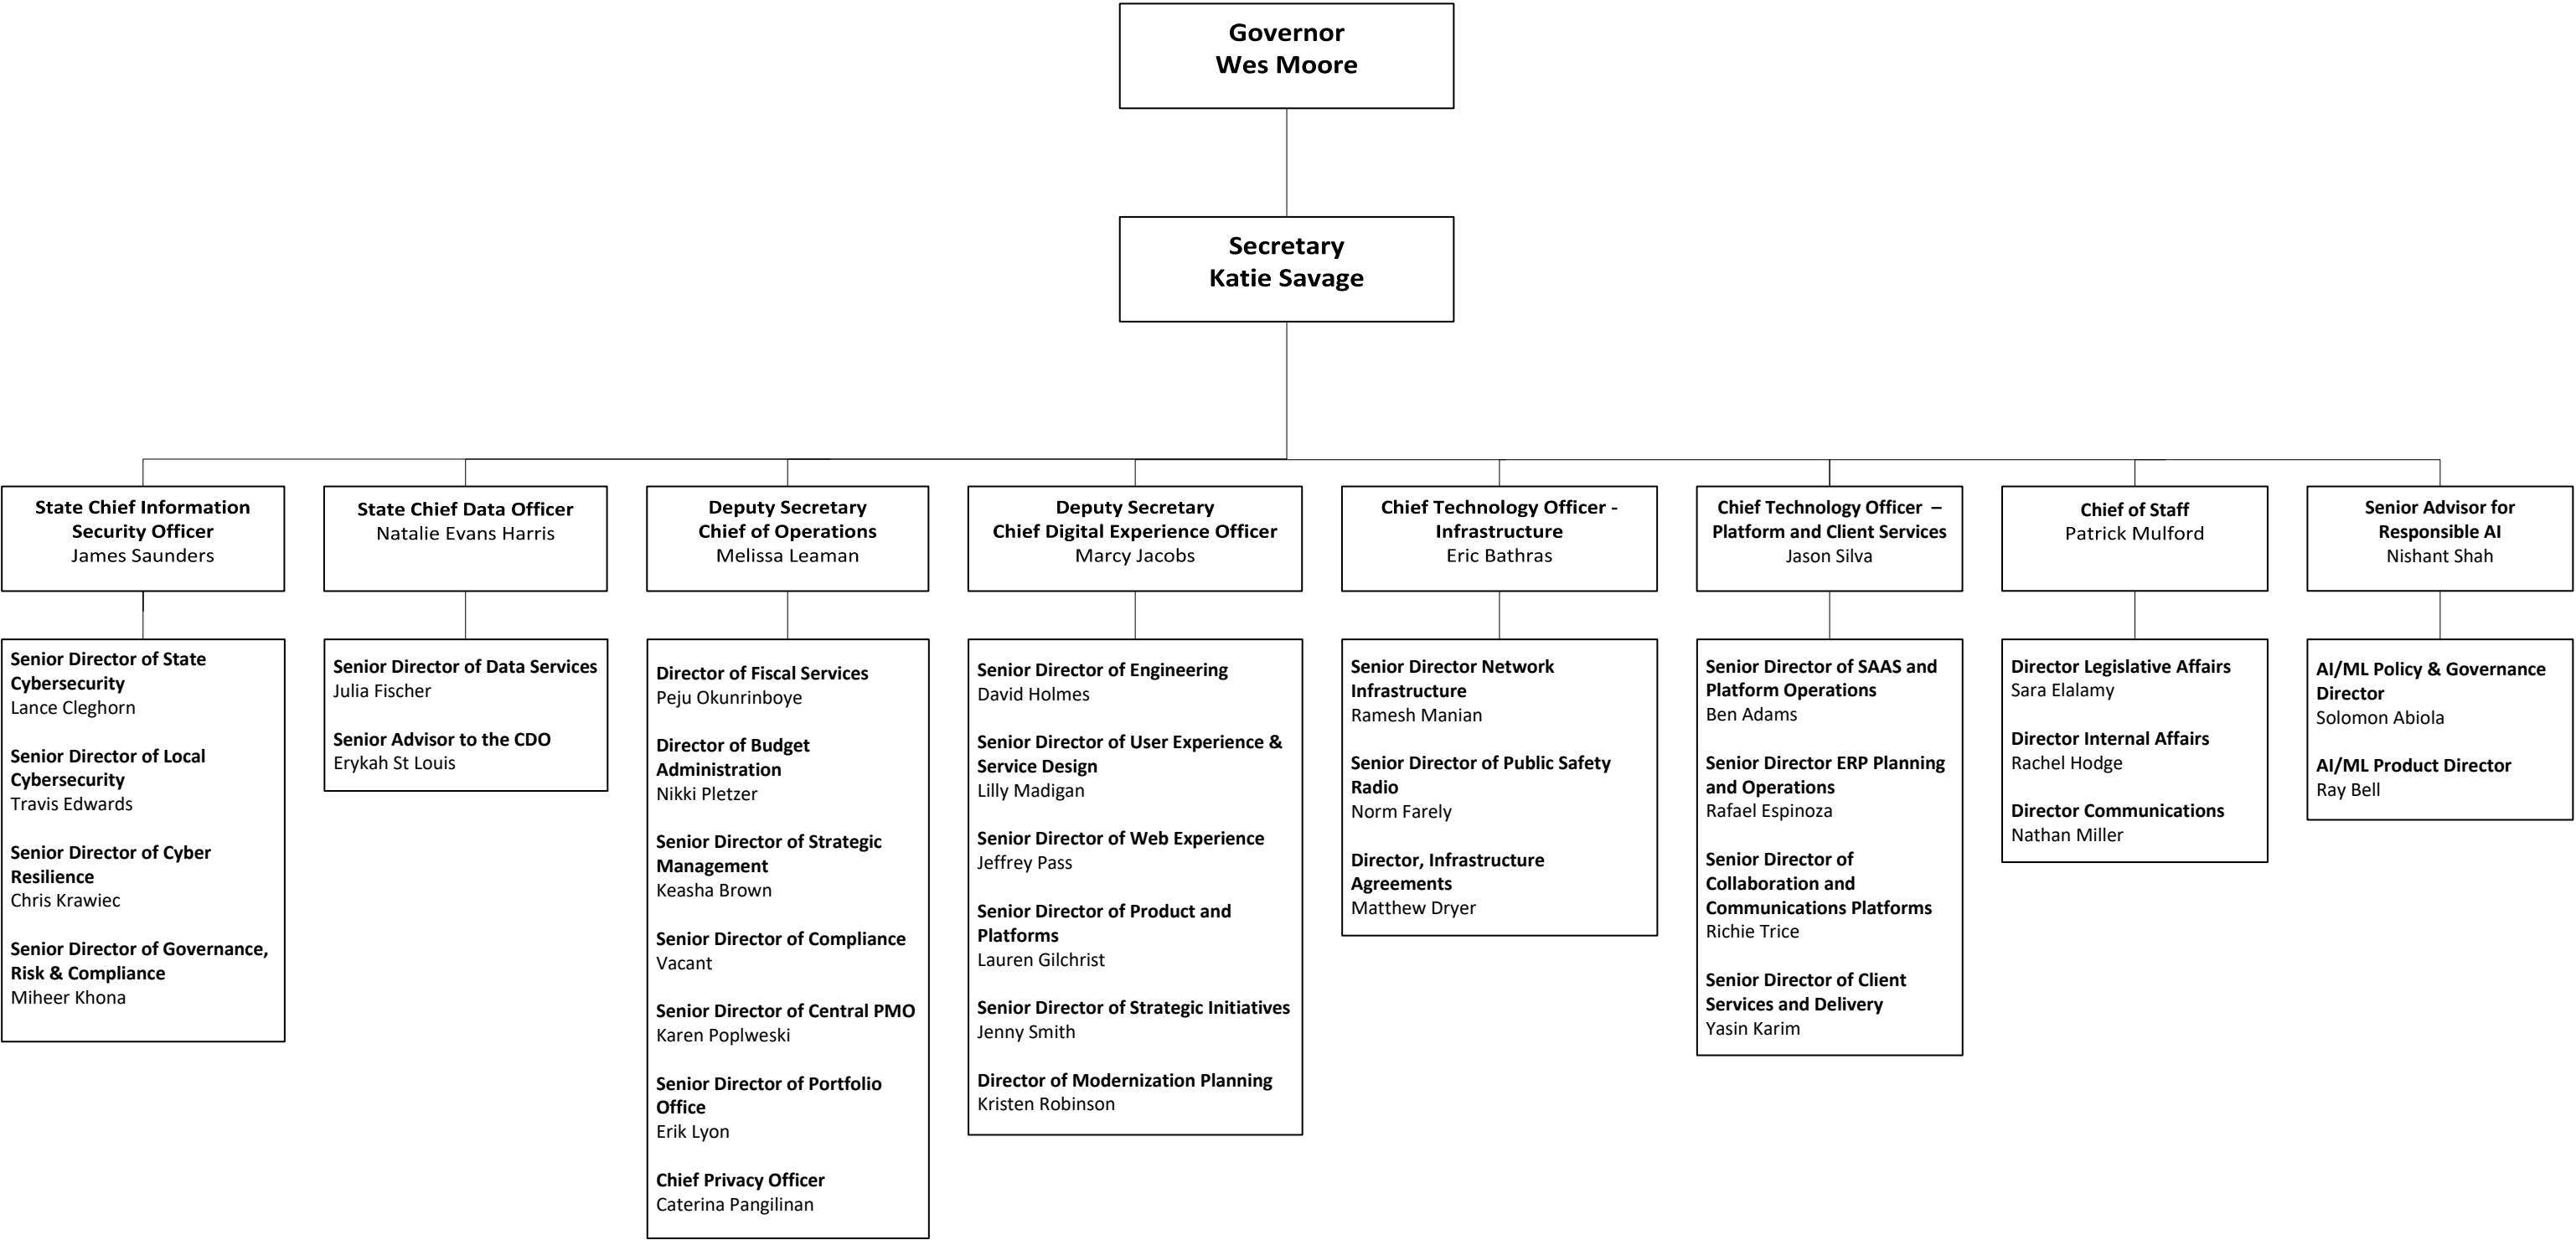 Governor
Wes Moore
Secretary
Katie Savage
State Chief Information
Security Officer
James Saunders
State Chief Data Officer
Natalie Evans Harris
Deputy Secretary
Chief of Operations
Melissa Leaman
Deputy Secretary
Chief Digital Experience Officer
Marcy Jacobs
Chief Technology Officer -
Infrastructure
Eric Bathras
Chief Technology Officer –
Platform and Client Services
Jason Silva
Chief of Staff
Patrick Mulford
Senior Advisor for
Responsible AI
Nishant Shah
Senior Director of State
Cybersecurity
Lance Cleghorn
Senior Director of Local
Cybersecurity
Travis Edwards
Senior Director of Cyber
Resilience
Chris Krawiec
Senior Director of Governance,
Risk & Compliance
Miheer Khona
Senior Director of Data Services
Julia Fischer
Senior Advisor to the CDO
Erykah St Louis
Director of Fiscal Services
Peju Okunrinboye
Director of Budget
Administration
Nikki Pletzer
Senior Director of Strategic
Management
Keasha Brown
Senior Director of Compliance
Vacant
Senior Director of Central PMO
Karen Poplweski
Senior Director of Portfolio
Office
Erik Lyon
Chief Privacy Officer
Caterina Pangilinan
Senior Director of Engineering
David Holmes
Senior Director of User Experience &
Service Design
Lilly Madigan
Senior Director of Web Experience
Jeffrey Pass
Senior Director of Product and
Platforms
Lauren Gilchrist
Senior Director of Strategic Initiatives
Jenny Smith
Director of Modernization Planning
Kristen Robinson
Senior Director Network
Infrastructure
Ramesh Manian
Senior Director of Public Safety
Radio
Norm Farely
Director, Infrastructure
Agreements
Matthew Dryer
Senior Director of SAAS and
Platform Operations
Ben Adams
Senior Director ERP Planning
and Operations
Rafael Espinoza
Senior Director of
Collaboration and
Communications Platforms
Richie Trice
Senior Director of Client
Services and Delivery
Yasin Karim
Director Legislative Affairs
Sara Elalamy
Director Internal Affairs
Rachel Hodge
Director Communications
Nathan Miller
AI/ML Policy & Governance
Director
Solomon Abiola
AI/ML Product Director
Ray Bell